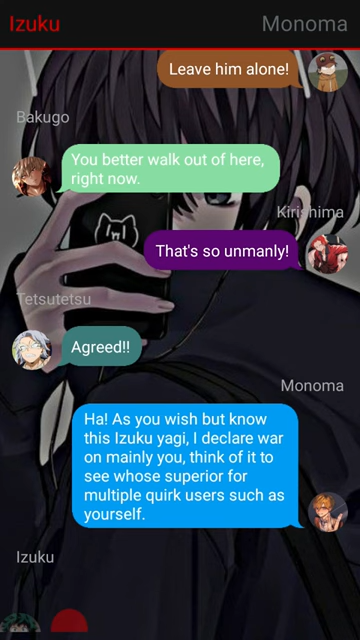 Izuku
Monoma
Leave him alone!
Bakugo
You better walk out of here,
right now.
Kirishima
That's so unmanly!
Tetsutetsu
Agreed!!
Monoma
Ha! As you wish but know
this Izuku yagi, I declare war
on mainly you, think of it to
see whose superior for
multiple quirk users such as
yourself.
Izuku